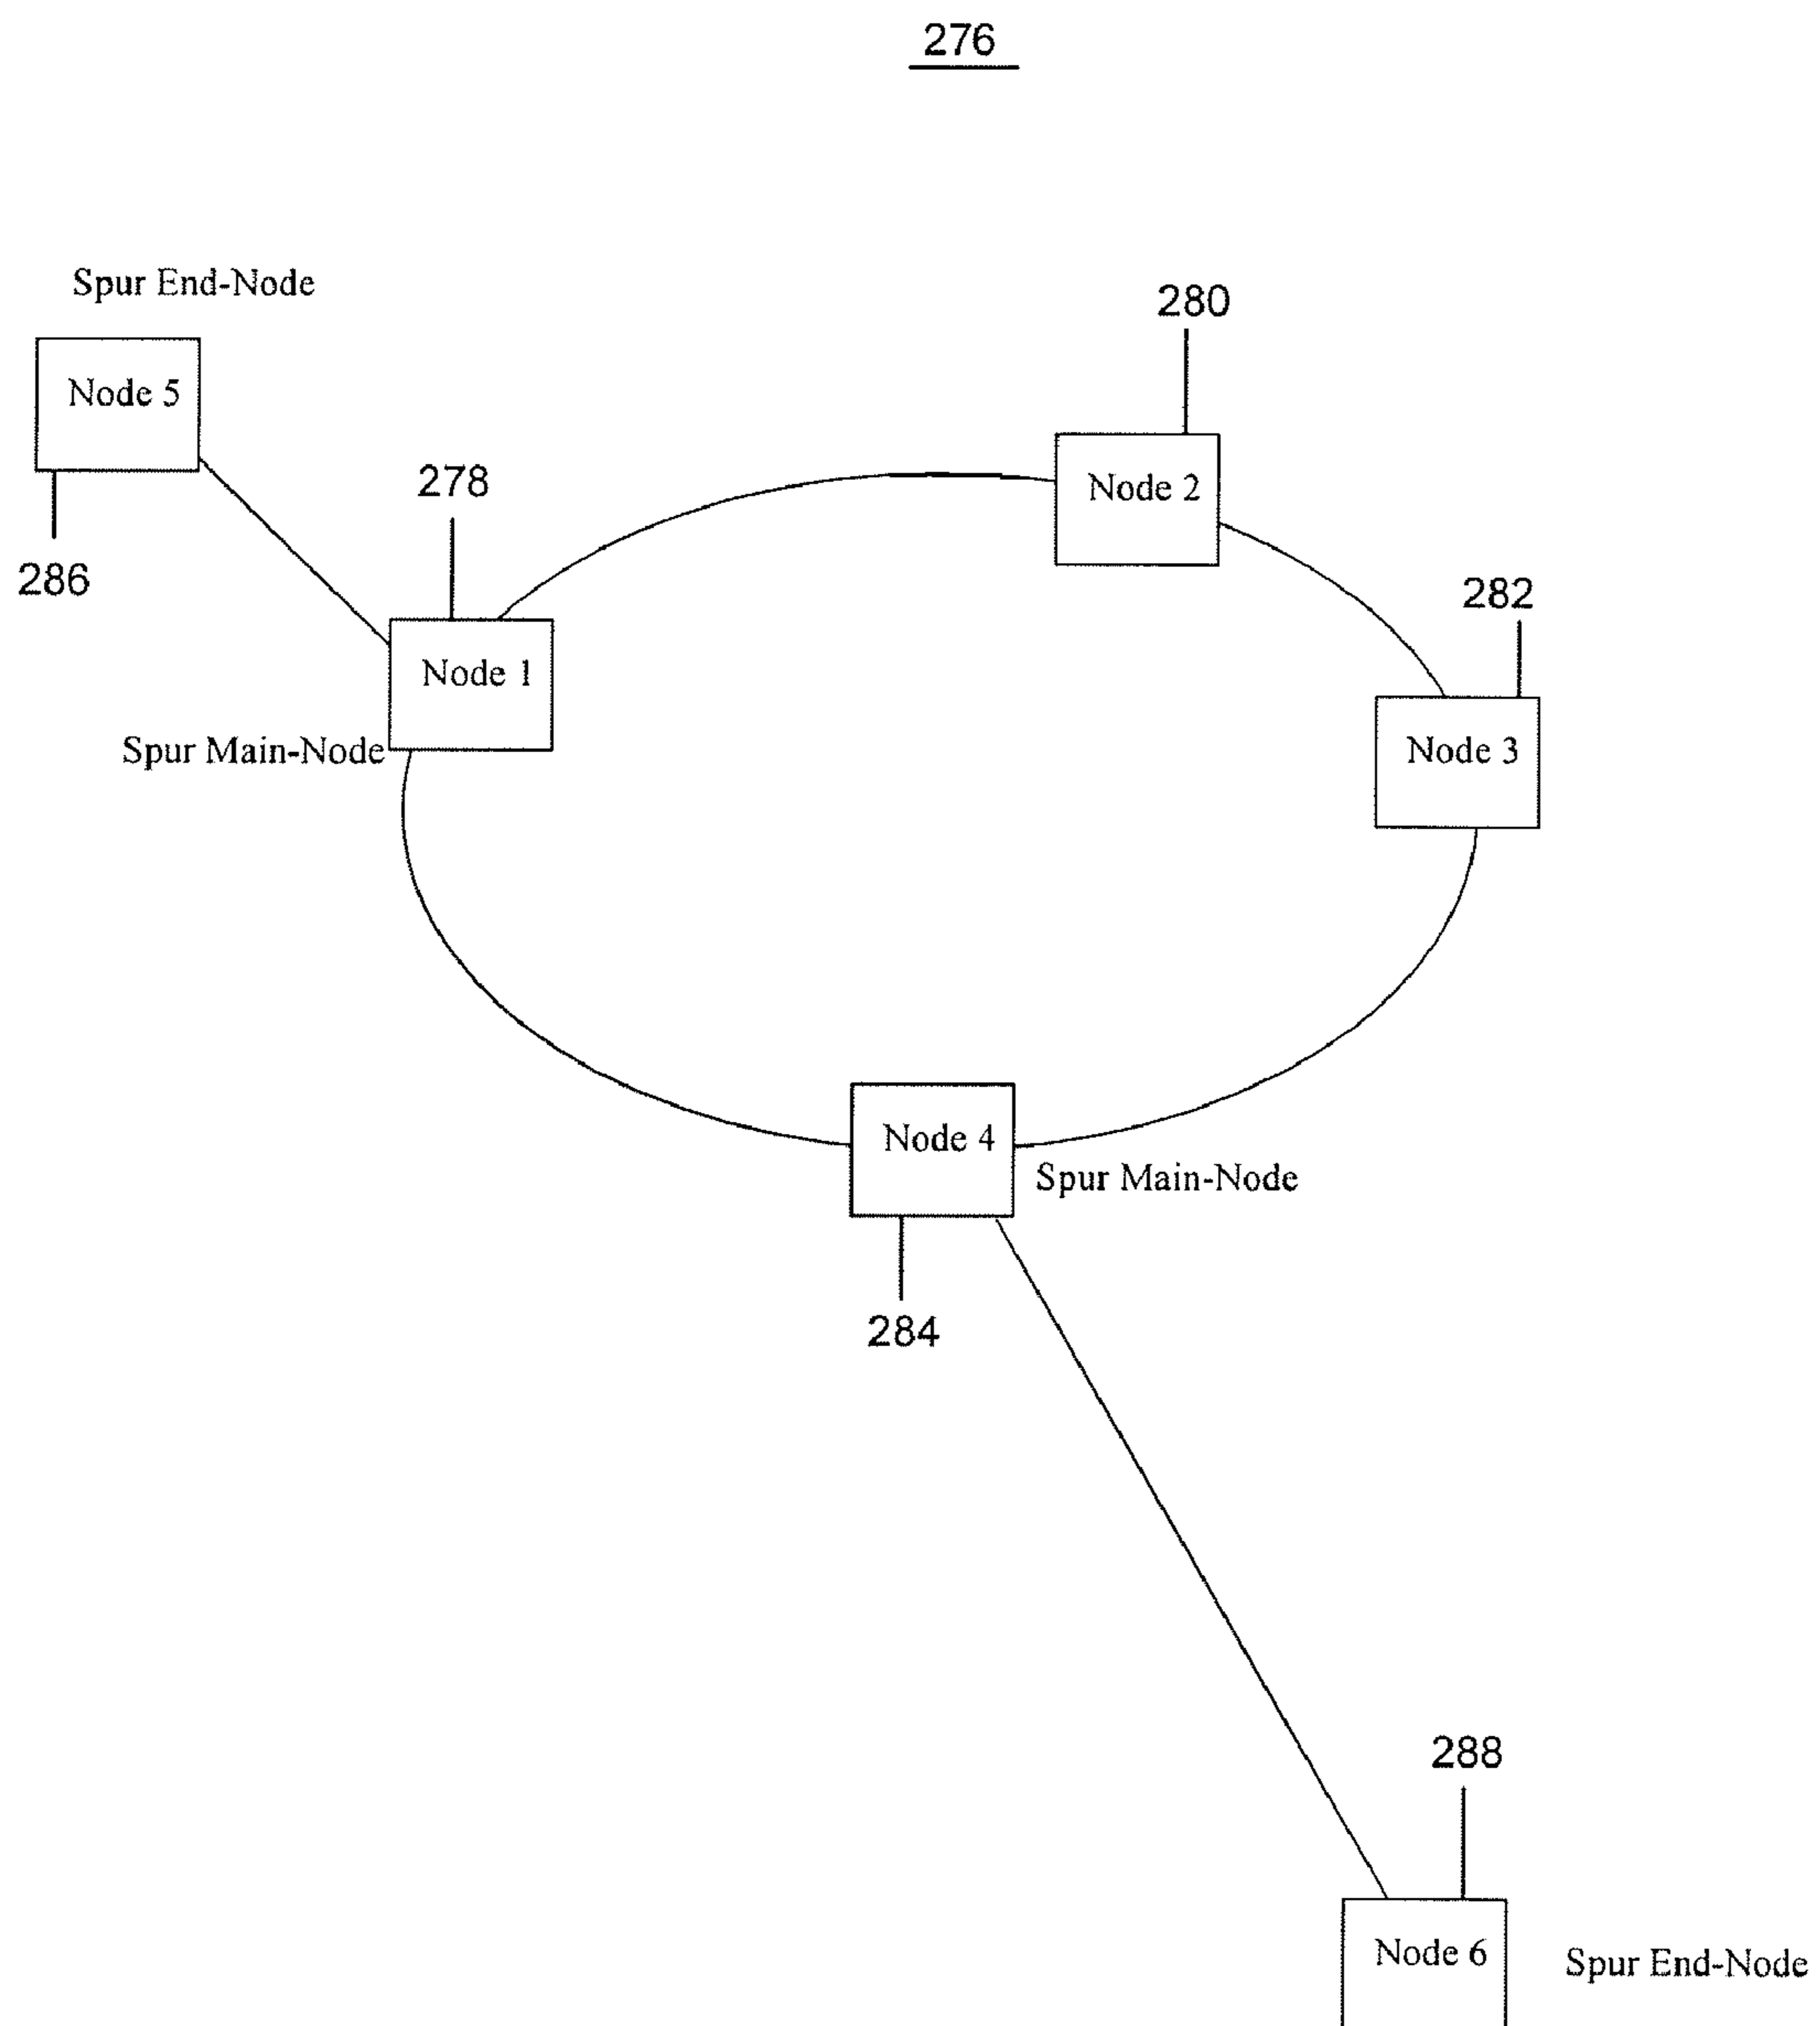 276
Spur End-Node
280
Node 5
278
Node 2
286
282
Node 1
Spur Main-Node
Node 3
Node 4
Spur Main-Node
284
288
Node 6
Spur End-Node